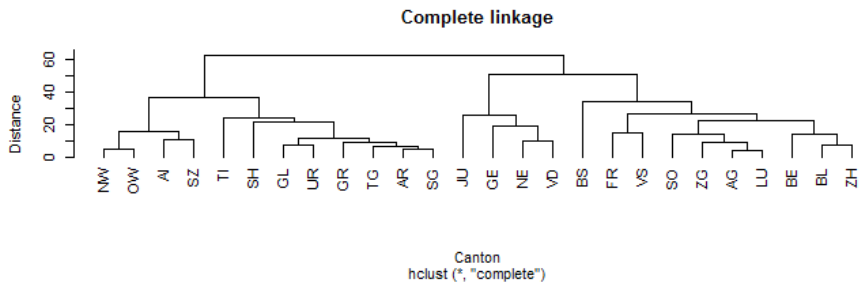 Complete linkage
Distance
0
20
40
60
NW OW AI SZ TI SH GL UR GR TG AR SG JU GE NE VD BS FR VS SO ZG AG LU BE BL ZH
Canton
hclust (*, "complete")